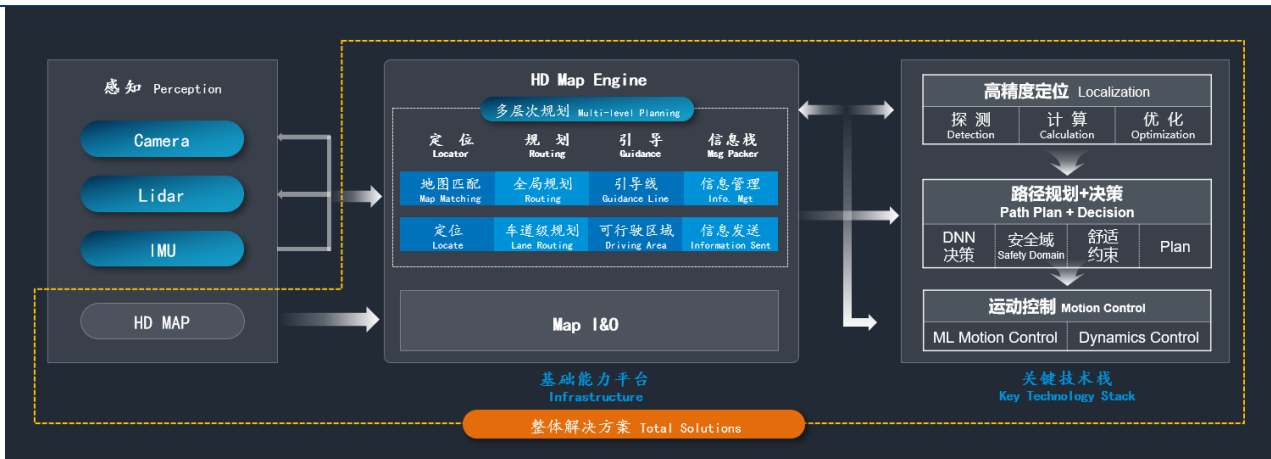 感知 Perception
Camera
Lidar
IMU
HD MAP
HD Map Engine
多层次规划 Multi-level Planning
定 位 规 划 引 导 信息栈
Locator Routing Guidance Msg Packer
地图匹配 全局规划 引导线 信息管理
Map Matching Routing Guidance Line Info. Mgt
定位 车道级规划 可行驶区域 信息发送
Locate Lane Routing Driving Area Information Sent
Map I&O
基础能力平台
Infrastructure
高精度定位 Localization
探 测 计 算 优 化
Detection Calculation Optimization
路径规划+决策
Path Plan + Decision
DNN 安全域 舒适 Plan
决策 Safety Domain 约束
运动控制 Motion Control
ML Motion Control Dynamics Control
关键技术栈
Key Technology Stack
整体解决方案 Total Solutions